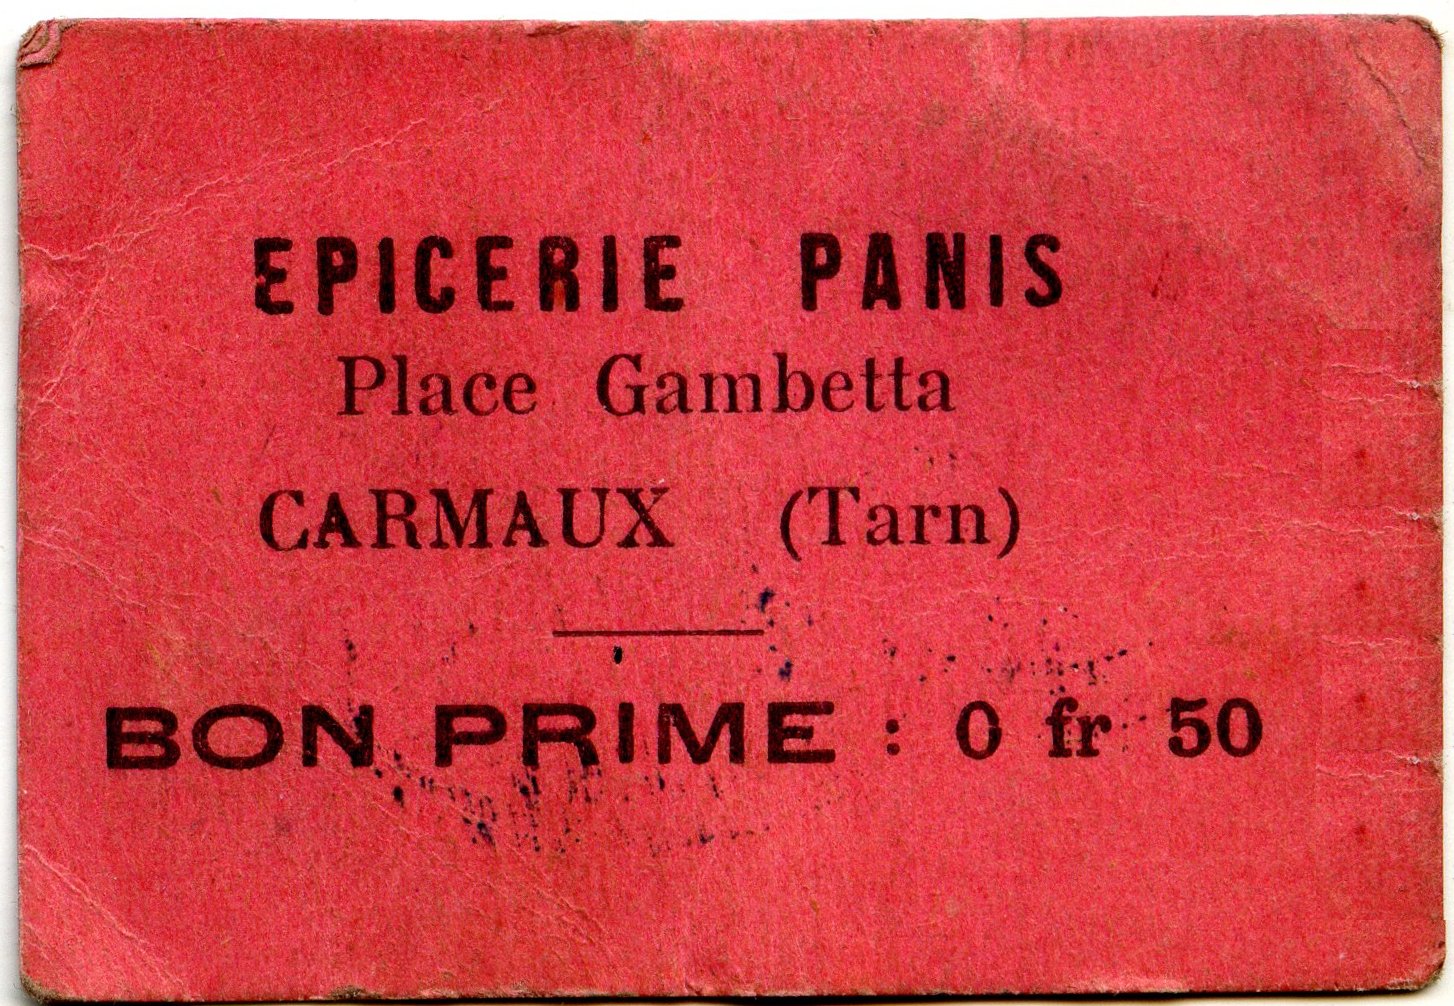 EPICERIE PANIS
Place Gambetta
CARMAUX (Tarn)
BON PRIME : 0 fr 50